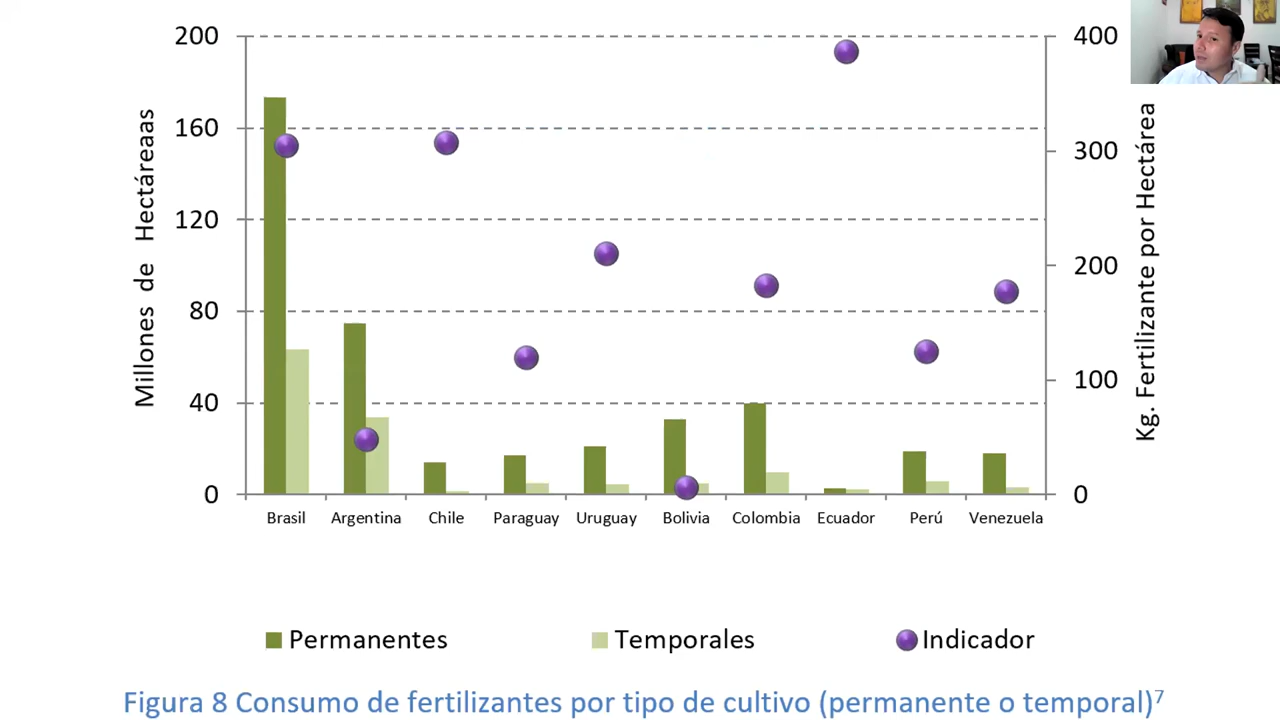 Millones de Hectáreaas
200
160
120
80
40
0
400
300
200
100
0
Kg. Fertilizante por Hectárea
Brasil Argentina Chile Paraguay Uruguay Bolivia Colombia Ecuador Perú Venezuela
Permanentes Temporales Indicador
Figura 8 Consumo de fertilizantes por tipo de cultivo (permanente o temporal)7